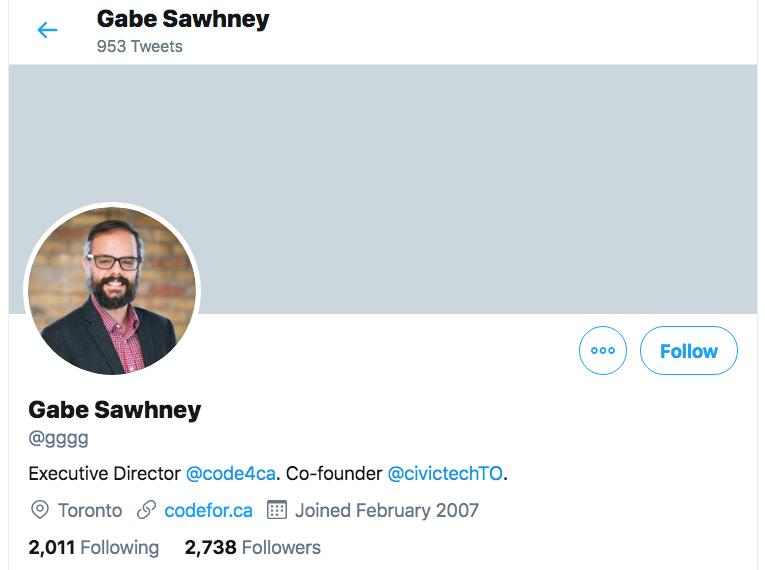 Gabe Sawhney
953 Tweets
Follow
Gabe Sawhney
@gggg
Executive Director @code4ca. Co-founder @civictechTO.
Toronto codefor.ca Joined February 2007
2,011 Following 2,738 Followers